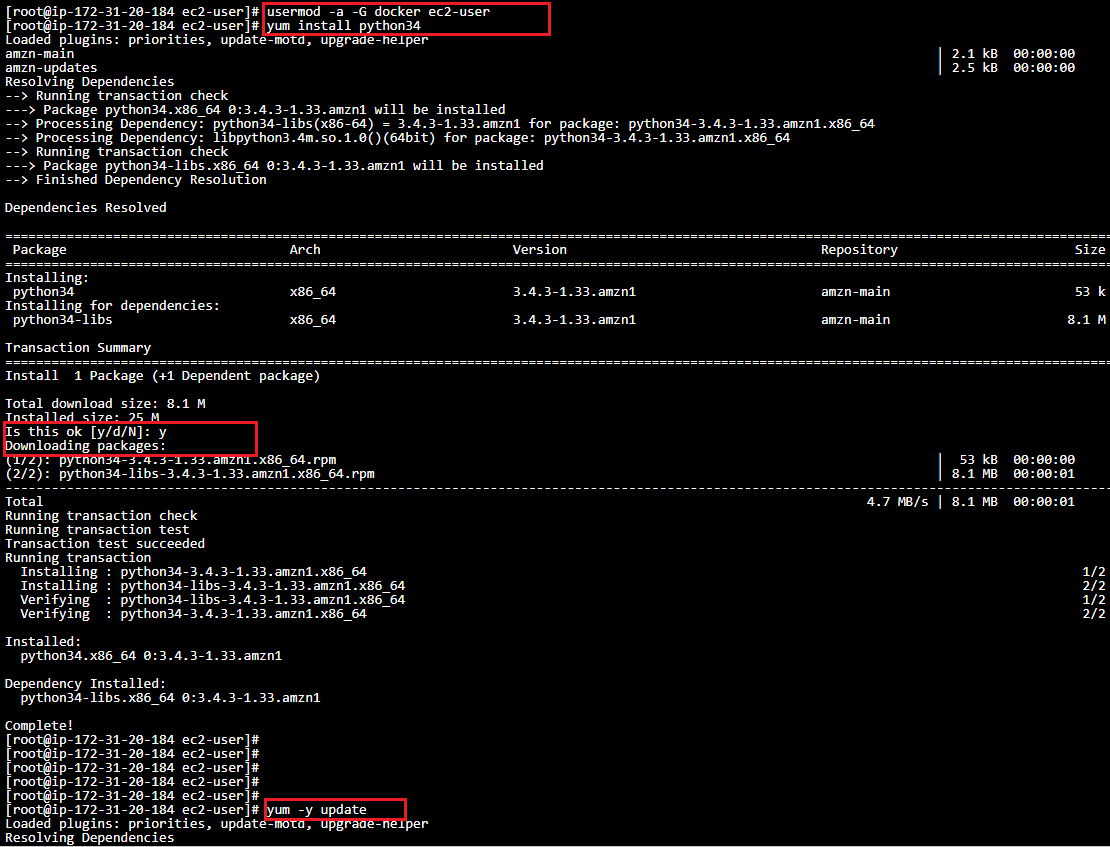 [root@ip-172-31-20-184 ec2-user]# usermod -a -G docker ec2-user
[root@ip-172-31-20-184 ec2-user]# yum install python34
Loaded plugins: priorities, update-motd, upgrade-helper
amzn-main | 2.1 kB 00:00:00
amzn-updates | 2.5 kB 00:00:00
Resolving Dependencies
--> Running transaction check
---> Package python34.x86_64 0:3.4.3-1.33.amzn1 will be installed
--> Processing Dependency: python34-libs(x86-64) = 3.4.3-1.33.amzn1 for package: python34-3.4.3-1.33.amzn1.x86_64
--> Processing Dependency: libpython3.4m.so.1.0()(64bit) for package: python34-3.4.3-1.33.amzn1.x86_64
--> Running transaction check
---> Package python34-libs.x86_64 0:3.4.3-1.33.amzn1 will be installed
--> Finished Dependency Resolution
Dependencies Resolved
Package Arch Version Repository Size
Installing:
python34 x86_64 3.4.3-1.33.amzn1 amzn-main 53 k
Installing for dependencies:
python34-libs x86_64 3.4.3-1.33.amzn1 amzn-main 8.1 M
Transaction Summary
Install 1 Package (+1 Dependent package)
Total download size: 8.1 M
Installed size: 25 M
Is this ok [y/d/N]: y
Downloading packages:
(1/2): python34-3.4.3-1.33.amzn1.x86_64.rpm | 53 kB 00:00:00
(2/2): python34-libs-3.4.3-1.33.amzn1.x86_64.rpm | 8.1 MB 00:00:01
Total 4.7 MB/s | 8.1 MB 00:00:01
Running transaction check
Running transaction test
Transaction test succeeded
Running transaction
Installing : python34-3.4.3-1.33.amzn1.x86_64 1/2
Installing : python34-libs-3.4.3-1.33.amzn1.x86_64 2/2
Verifying : python34-libs-3.4.3-1.33.amzn1.x86_64 1/2
Verifying : python34-3.4.3-1.33.amzn1.x86_64 2/2
Installed:
python34.x86_64 0:3.4.3-1.33.amzn1
Dependency Installed:
python34-libs.x86_64 0:3.4.3-1.33.amzn1
Complete!
[root@ip-172-31-20-184 ec2-user]#
[root@ip-172-31-20-184 ec2-user]#
[root@ip-172-31-20-184 ec2-user]#
[root@ip-172-31-20-184 ec2-user]#
[root@ip-172-31-20-184 ec2-user]#
[root@ip-172-31-20-184 ec2-user]# yum -y update
Loaded plugins: priorities, update-motd, upgrade-helper
Resolving Dependencies